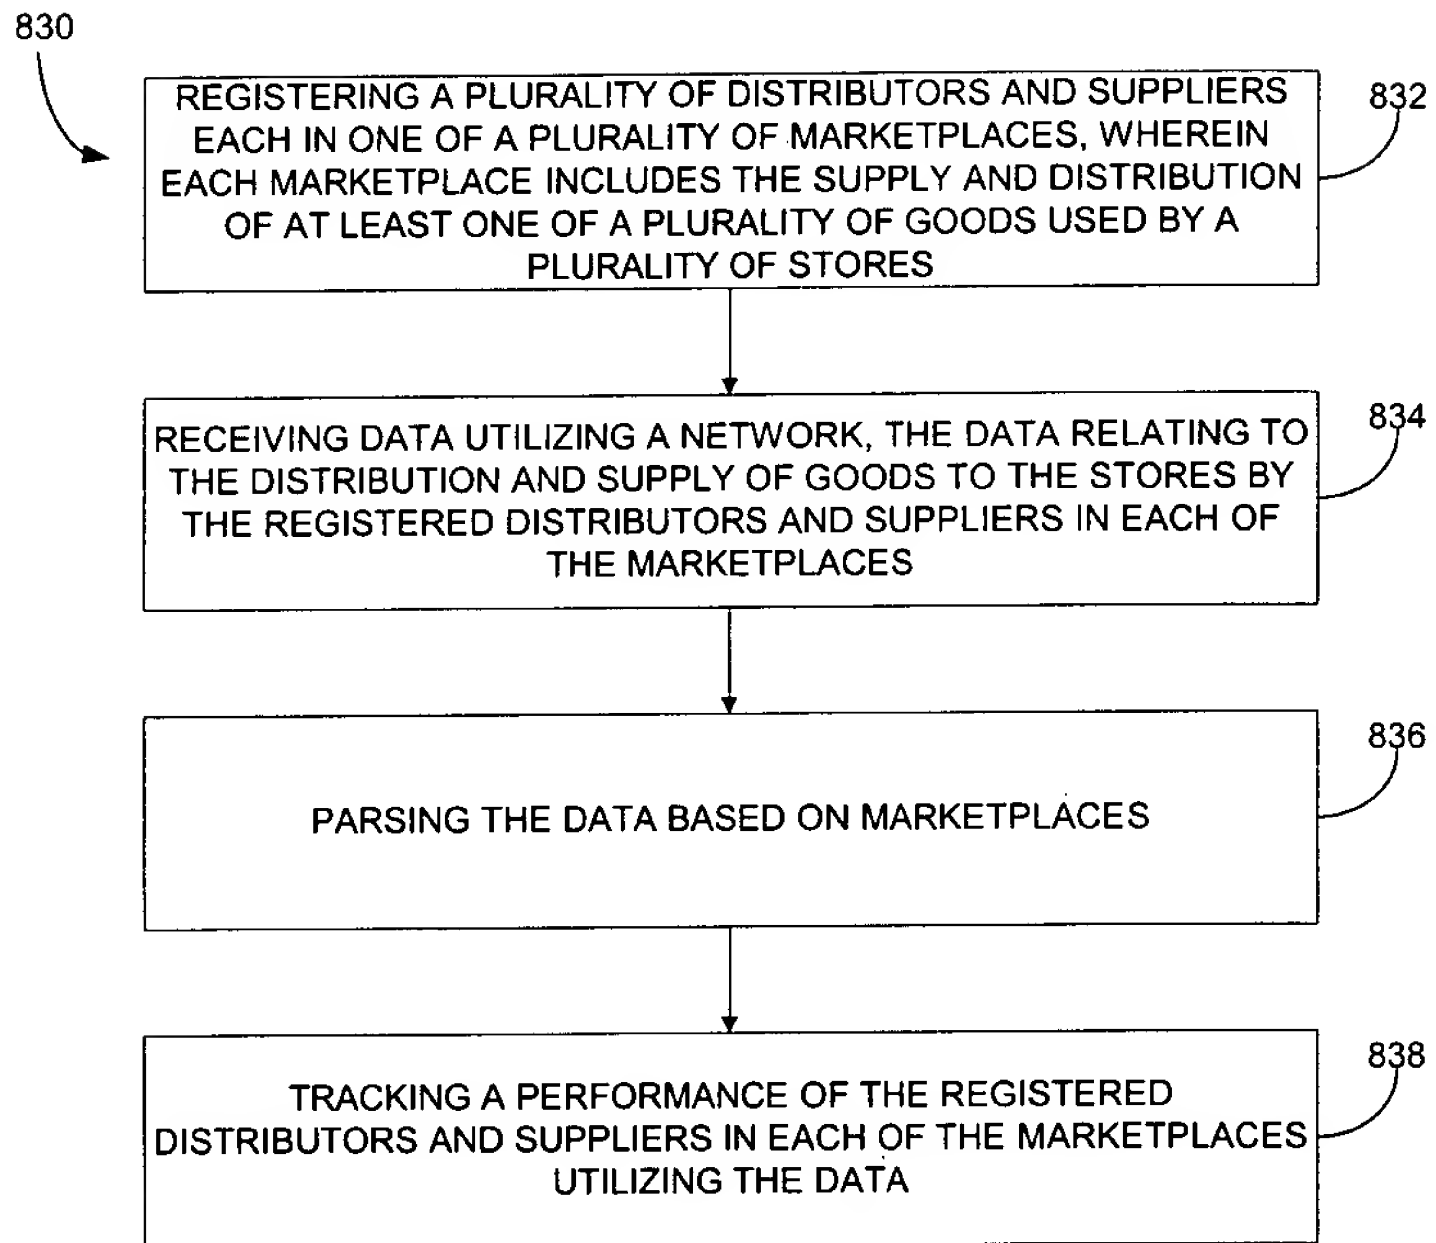 830
REGISTERING A PLURALITY OF DISTRIBUTORS AND SUPPLIERS
EACH IN ONE OF A PLURALITY OF MARKETPLACES, WHEREIN
EACH MARKETPLACE INCLUDES THE SUPPLY AND DISTRIBUTION
OF AT LEAST ONE OF A PLURALITY OF GOODS USED BY A
PLURALITY OF STORES
832
RECEIVING DATA UTILIZING A NETWORK, THE DATA RELATING TO
THE DISTRIBUTION AND SUPPLY OF GOODS TO THE STORES BY
THE REGISTERED DISTRIBUTORS AND SUPPLIERS IN EACH OF
THE MARKETPLACES
834
PARSING THE DATA BASED ON MARKETPLACES
836
TRACKING A PERFORMANCE OF THE REGISTERED
DISTRIBUTORS AND SUPPLIERS IN EACH OF THE MARKETPLACES
UTILIZING THE DATA
838